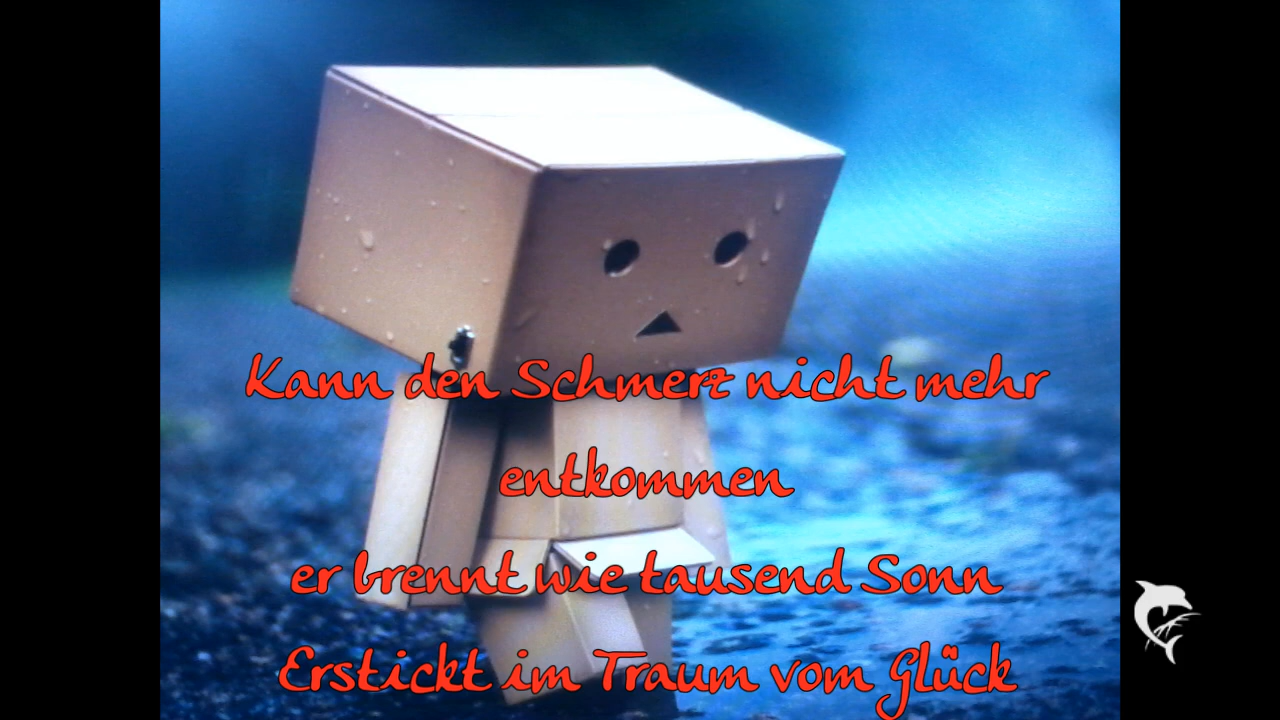 Kann den Schmerz nicht mehr
entkommen
er brennt wie tausend Sonn
Erstickt im Traum vom Glück